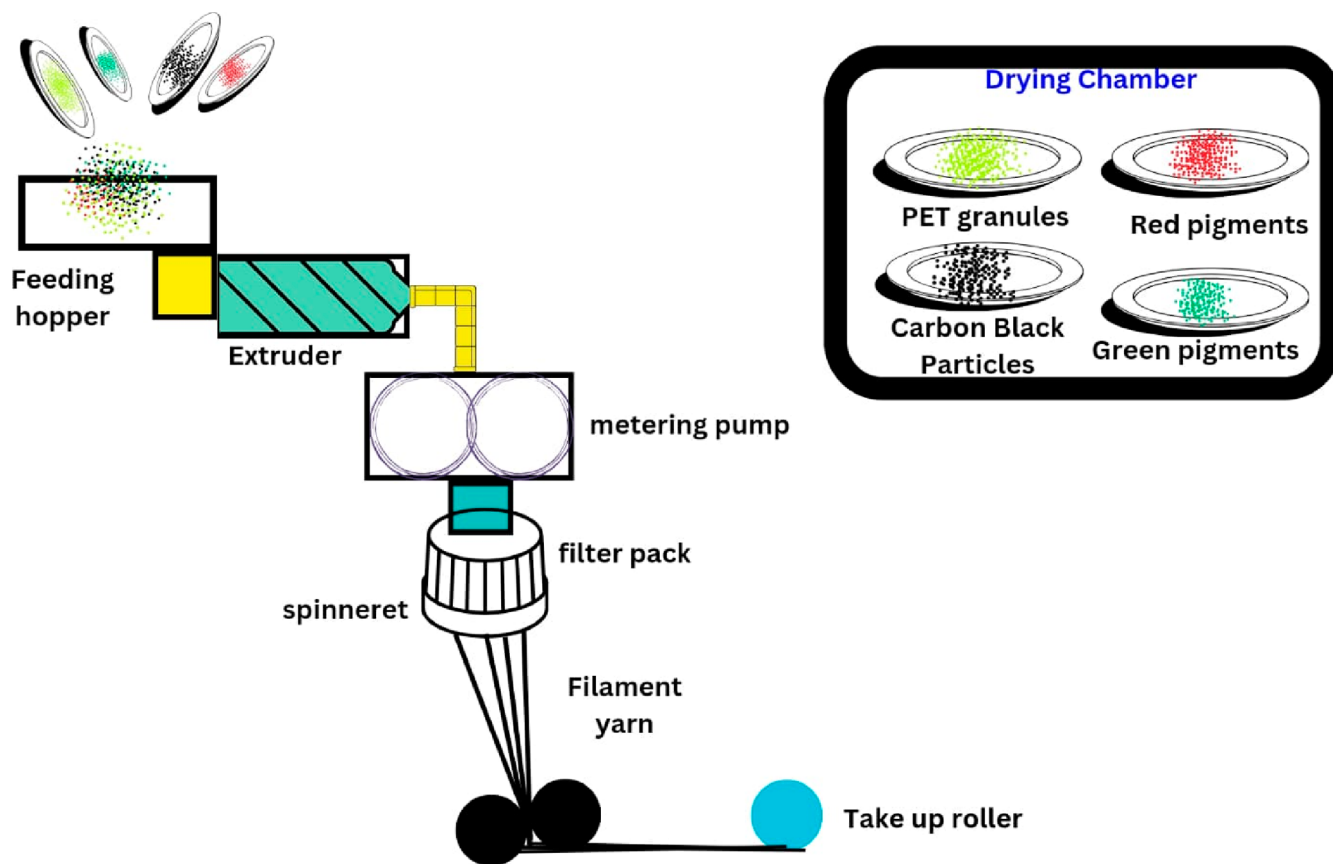 Drying Chamber
PET granules
Red pigments
Carbon Black
Particles
Green pigments
Feeding
hopper
Extruder
metering pump
filter pack
spinneret
Filament
yarn
Take up roller